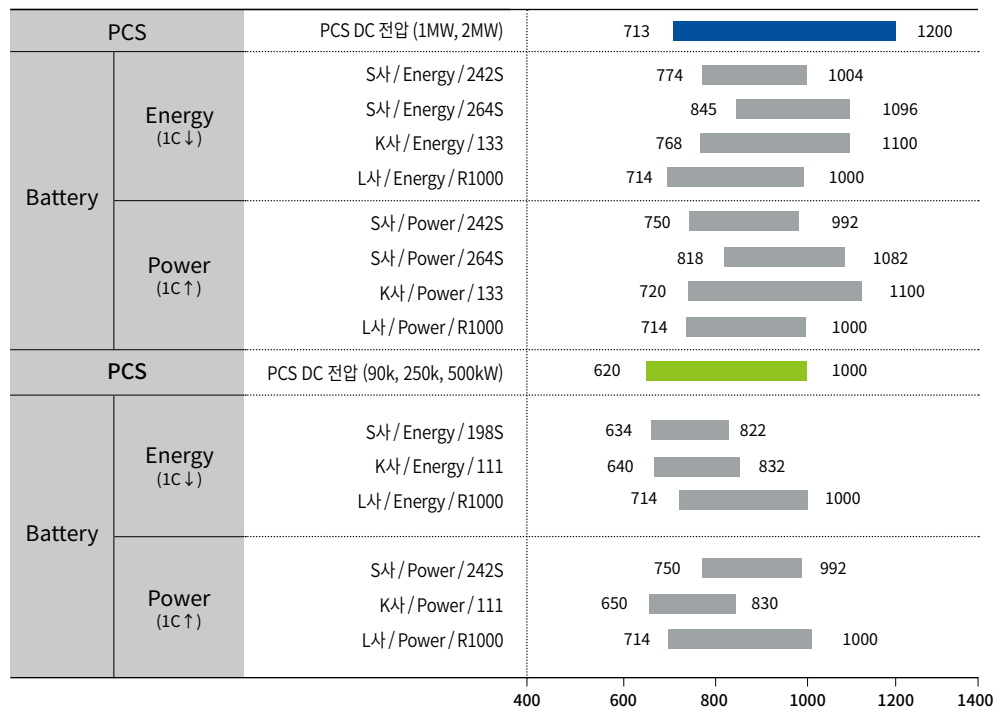 PCS
PCS DC 전압 (1MW, 2MW)
713
1200
Battery
Energy
(1C↓)
S사/Energy/242S
774
1004
S사/Energy/264S
845
1096
K사/Energy/133
768
1100
L사/Energy/R1000
714
1000
Power
(1C↑)
S사/Power/242S
750
992
S사/Power/264S
818
1082
K사/Power/133
720
1100
L사/Power/R1000
714
1000
PCS
PCS DC 전압 (90k, 250k, 500kW)
620
1000
Battery
Energy
(1C↓)
S사/Energy/198S
634
822
K사/Energy/111
640
832
L사/Energy/R1000
714
1000
Power
(1C↑)
S사/Power/242S
750
992
K사/Power/111
650
830
L사/Power/R1000
714
1000
400
600
800
1000
1200
1400